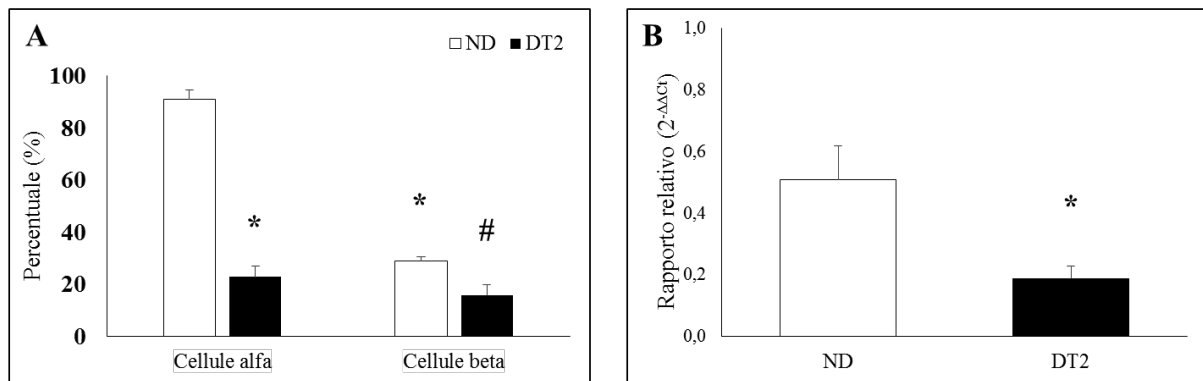 A
ND DT2
Percentuale (%)
100
80
60
40
20
0
*
*
#
Cellule alfa
Cellule beta
B
Rapporto relativo (2-ΔΔCt)
1,0
0,8
0,6
0,4
0,2
0,0
*
ND
DT2